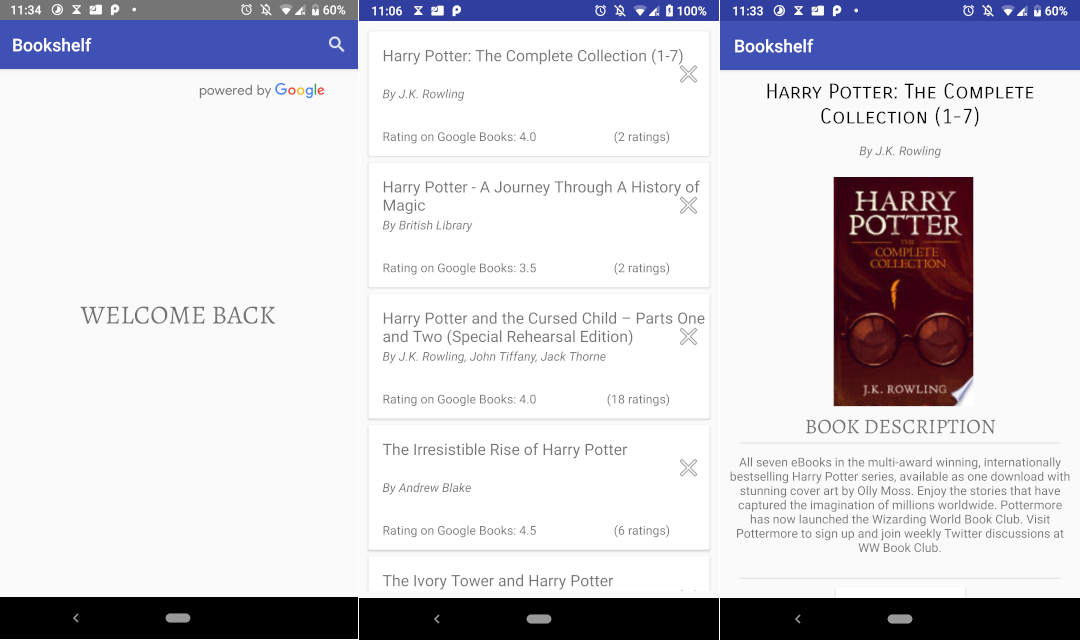 11:34
60%
Bookshelf
powered by Google
WELCOME BACK
11:06
100%
Harry Potter: The Complete Collection (1-7)
By J.K. Rowling
Rating on Google Books: 4.0 (2 ratings)
Harry Potter - A Journey Through A History of
Magic
By British Library
Rating on Google Books: 3.5 (2 ratings)
Harry Potter and the Cursed Child – Parts One
and Two (Special Rehearsal Edition)
By J.K. Rowling, John Tiffany, Jack Thorne
Rating on Google Books: 4.0 (18 ratings)
The Irresistible Rise of Harry Potter
By Andrew Blake
Rating on Google Books: 4.5 (6 ratings)
The Ivory Tower and Harry Potter
11:33
60%
Bookshelf
Harry Potter: The Complete
Collection (1-7)
By J.K. Rowling
HARRY
POTTER
THE
COMPLETE
COLLECTION
J.K. ROWLING
BOOK DESCRIPTION
All seven eBooks in the multi-award winning, internationally
bestselling Harry Potter series, available as one download with
stunning cover art by Olly Moss. Enjoy the stories that have
captured the imagination of millions worldwide. Pottermore
has now launched the Wizarding World Book Club. Visit
Pottermore to sign up and join weekly Twitter discussions at
WW Book Club.